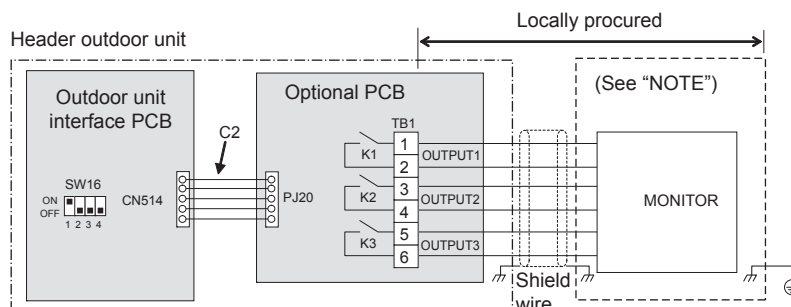 Locally procured
Header outdoor unit
Outdoor unit
interface PCB
C2
Optional PCB
(See “NOTE”)
TB1
SW16
ON
OFF
1 2 3 4
CN514
PJ20
K1
1
2
OUTPUT1
K2
3
4
OUTPUT2
K3
5
6
OUTPUT3
MONITOR
Shield
wire